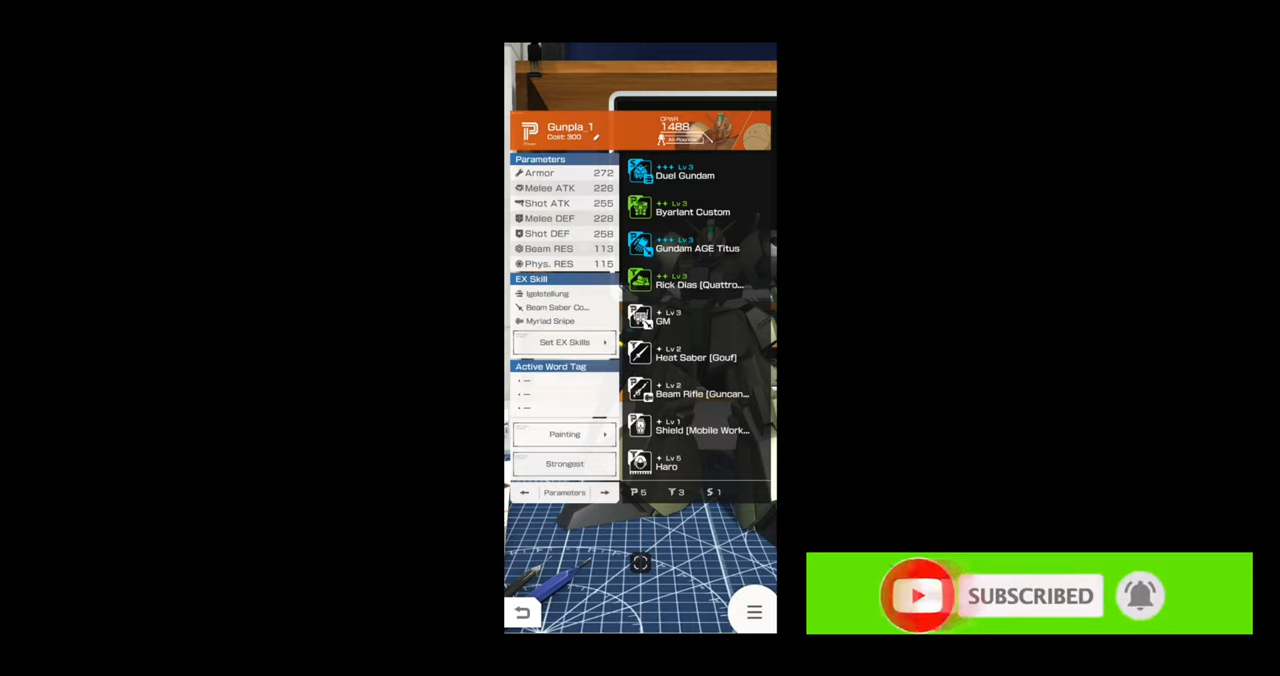 Gunpla_1
Cost: 300
OPWR
1488
All-Rounder
Parameters
Armor 272
Melee ATK 226
Shot ATK 255
Melee DEF 228
Shot DEF 258
Beam RES 113
Phys. RES 115
EX Skill
Igelstellung
Beam Saber Co...
Myriad Snipe
Set EX Skills
Active Word Tag
Painting
Strongest
Parameters
+++ Lv 3
Duel Gundam
++ Lv 3
Byarlant Custom
+++ Lv 3
Gundam AGE Titus
++ Lv 3
Rick Dias [Quattro...
+ Lv 3
GM
+ Lv 2
Heat Saber [Gouf]
+ Lv 2
Beam Rifle [Guncan...
+ Lv 1
Shield [Mobile Work...
+ Lv 5
Haro
P 5 T 3 S 1
SUBSCRIBED